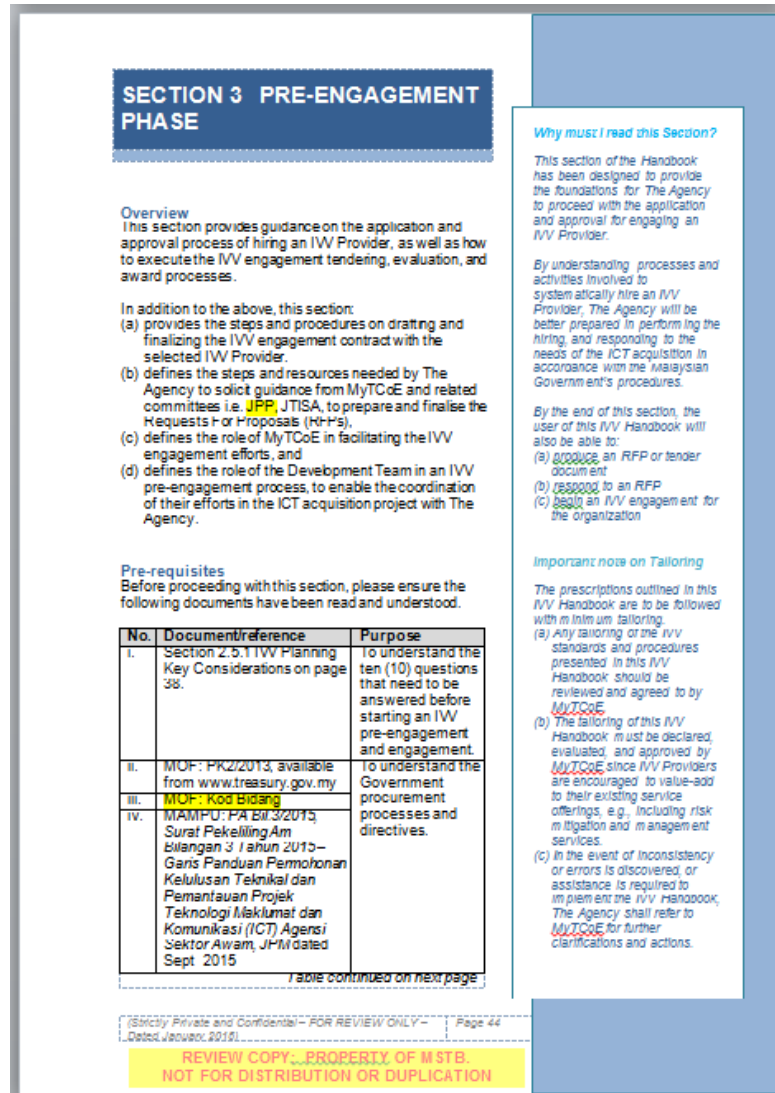 SECTION 3 PRE-ENGAGEMENT
PHASE
Overview
This section provides guidance on the application and
approval process of hiring an IVV Provider, as well as how
to execute the IVV engagement tendering, evaluation, and
award processes.
In addition to the above, this section:
(a) provides the steps and procedures on drafting and
finalizing the IVV engagement contract with the
selected IVV Provider.
(b) defines the steps and resources needed by The
Agency to solicit guidance from MyTCoE and related
committees i.e. JPP, JTISA, to prepare and finalise the
Requests For Proposals (RFPs),
(c) defines the role of MyTCoE in facilitating the IVV
engagement efforts, and
(d) defines the role of the Development Team in an IVV
pre-engagement process, to enable the coordination
of their efforts in the ICT acquisition project with The
Agency.
Pre-requisites
Before proceeding with this section, please ensure the
following documents have been read and understood.
No. Document/reference Purpose
i. Section 2.5.1 IVV Planning
Key Considerations on page
38.
To understand the
ten (10) questions
that need to be
answered before
starting an IVV
pre-engagement
and engagement.
ii. MOF: PK2/2013, available
from www.treasury.gov.my
iii. MOF: Kod Bidang
iv. MAMPU: PA Bil.3/2015,
Surat Pekeliling Am
Bilangan 3 Tahun 2015–
Garis Panduan Permohonan
Kelulusan Teknikal dan
Pemantauan Projek
Teknologi Maklumat dan
Komunikasi (ICT) Agensi
Sektor Awam, JPM dated
Sept 2015
To understand the
Government
procurement
processes and
directives.
Table continued on next page
(Strictly Private and Confidential – FOR REVIEW ONLY –
Dated January 2016)
Page 44
REVIEW COPY: PROPERTY OF MSTB.
NOT FOR DISTRIBUTION OR DUPLICATION
Why must I read this Section?
This section of the Handbook
has been designed to provide
the foundations for The Agency
to proceed with the application
and approval for engaging an
IVV Provider.
By understanding processes and
activities involved to
systematically hire an IVV
Provider, The Agency will be
better prepared in performing the
hiring, and responding to the
needs of the ICT acquisition in
accordance with the Malaysian
Government's procedures.
By the end of this section, the
user of this IVV Handbook will
also be able to:
(a) produce an RFP or tender
document
(b) respond to an RFP
(c) begin an IVV engagement for
the organization
Important note on Tailoring
The prescriptions outlined in this
IVV Handbook are to be followed
with minimum tailoring.
(a) Any tailoring of the IVV
standards and procedures
presented in this IVV
Handbook should be
reviewed and agreed to by
MyTCoE
(b) The tailoring of this IVV
Handbook must be declared,
evaluated, and approved by
MyTCoE since IVV Providers
are encouraged to value-add
to their existing service
offerings, e.g., including risk
mitigation and management
services.
(c) In the event of inconsistency
or errors is discovered, or
assistance is required to
implement the IVV Handbook,
The Agency shall refer to
MyTCoE for further
clarifications and actions.